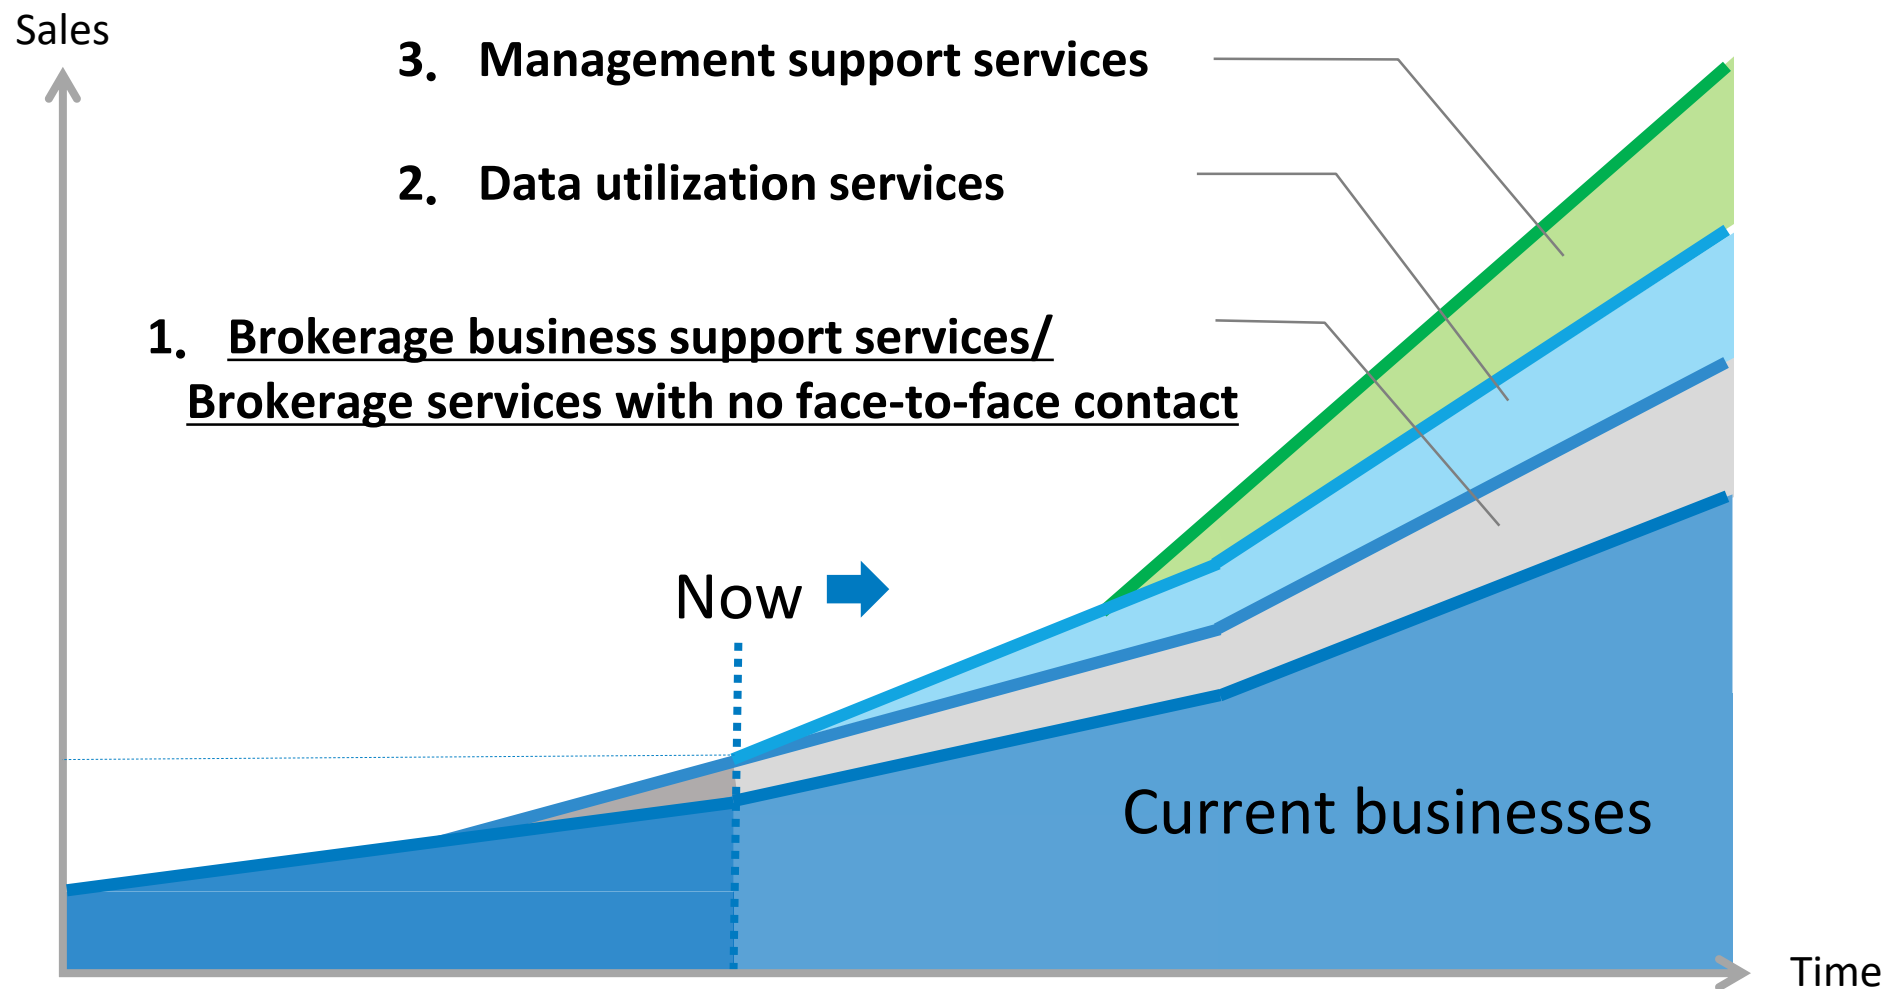 Sales
3. Management support services
2. Data utilization services
1. Brokerage business support services/
Brokerage services with no face-to-face contact
Now
Current businesses
Time